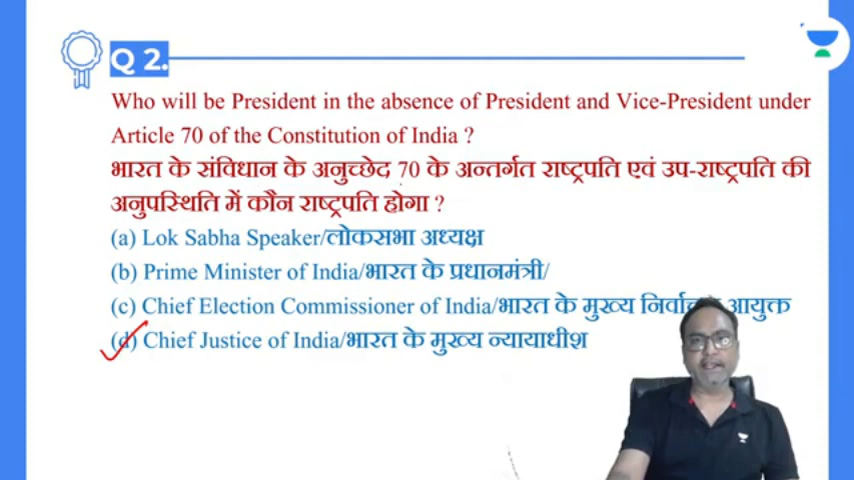 Q 2.
Who will be President in the absence of President and Vice-President under
Article 70 of the Constitution of India ?
भारत के संविधान के अनुच्छेद 70 के अन्तर्गत राष्ट्रपति एवं उप-राष्ट्रपति की
अनुपस्थिति में कौन राष्ट्रपति होगा ?
(a) Lok Sabha Speaker/लोकसभा अध्यक्ष
(b) Prime Minister of India/भारत के प्रधानमंत्री/
(c) Chief Election Commissioner of India/भारत के मुख्य आयुक्त
(d) Chief Justice of India/भारत के मुख्य न्यायाधीश